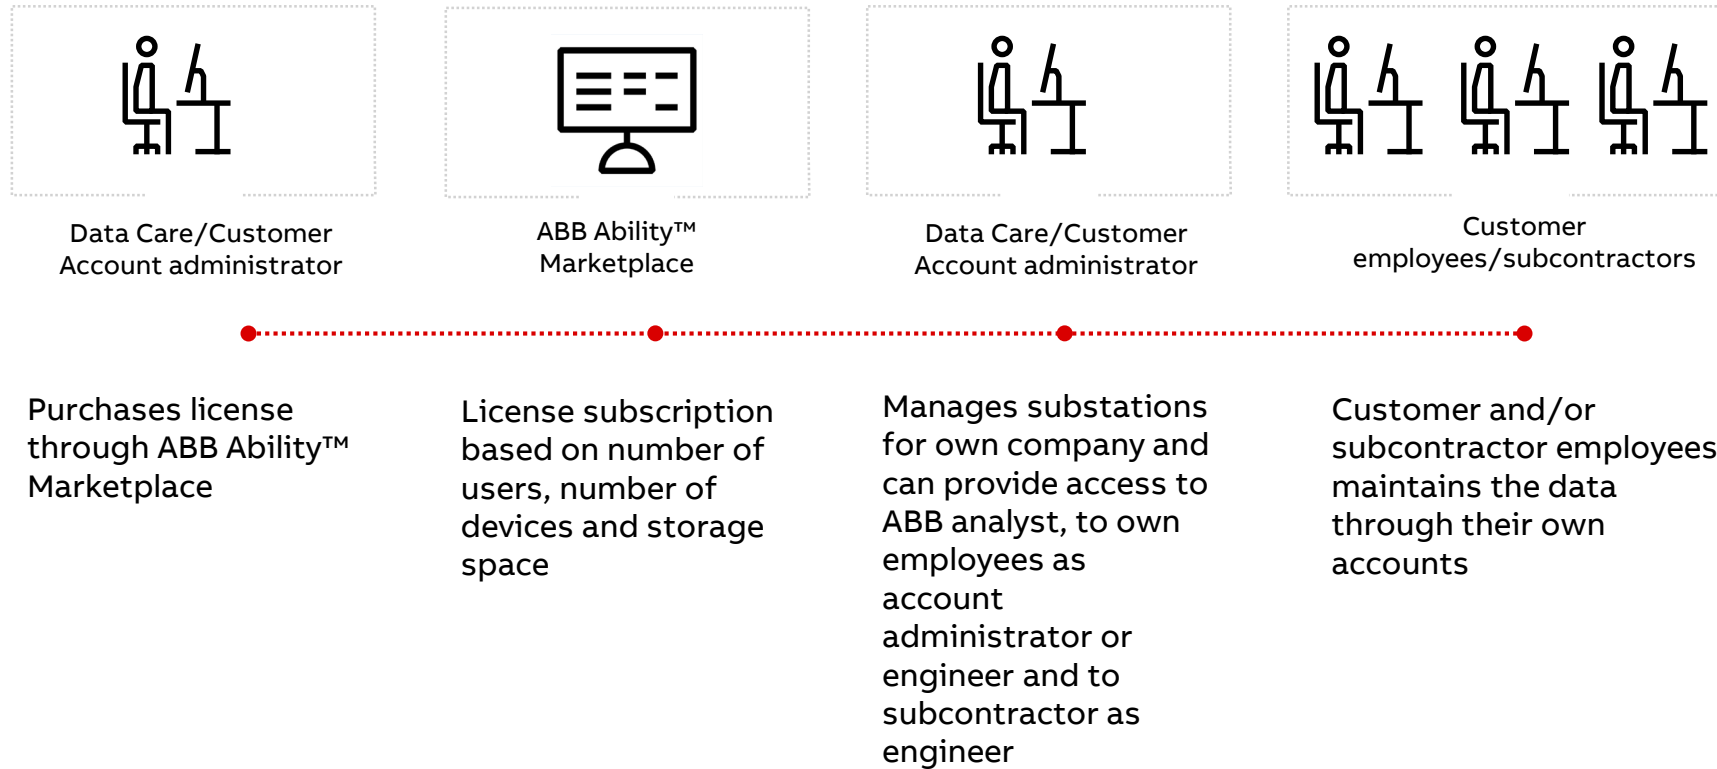 Data Care/Customer
Account administrator
ABB Ability™
Marketplace
Data Care/Customer
Account administrator
Customer
employees/subcontractors
Purchases license
through ABB Ability™
Marketplace
License subscription
based on number of
users, number of
devices and storage
space
Manages substations
for own company and
can provide access to
ABB analyst, to own
employees as
account
administrator or
engineer and to
subcontractor as
engineer
Customer and/or
subcontractor employees
maintains the data
through their own
accounts